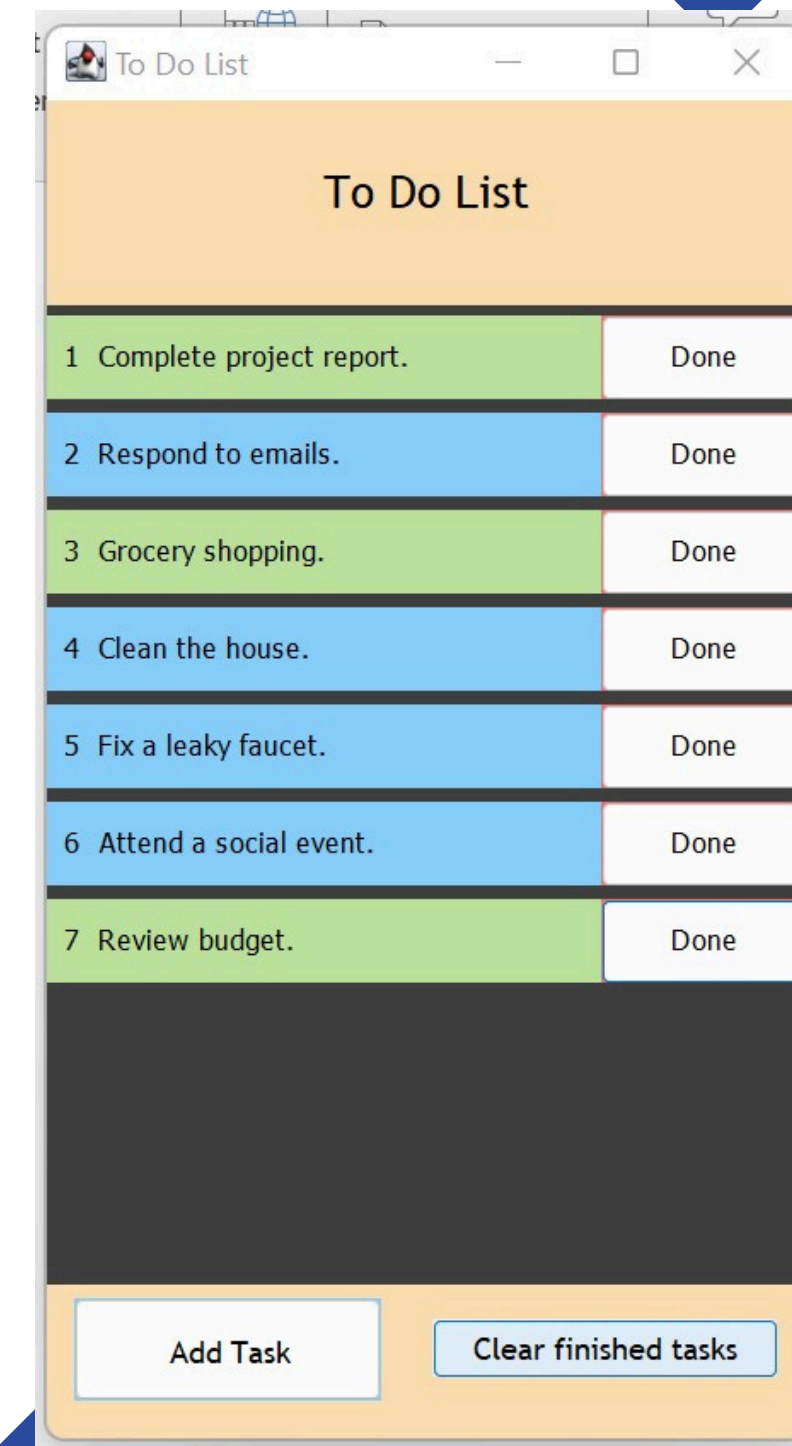 To Do List
To Do List
1 Complete project report. Done
2 Respond to emails. Done
3 Grocery shopping. Done
4 Clean the house. Done
5 Fix a leaky faucet. Done
6 Attend a social event. Done
7 Review budget. Done
Add Task Clear finished tasks